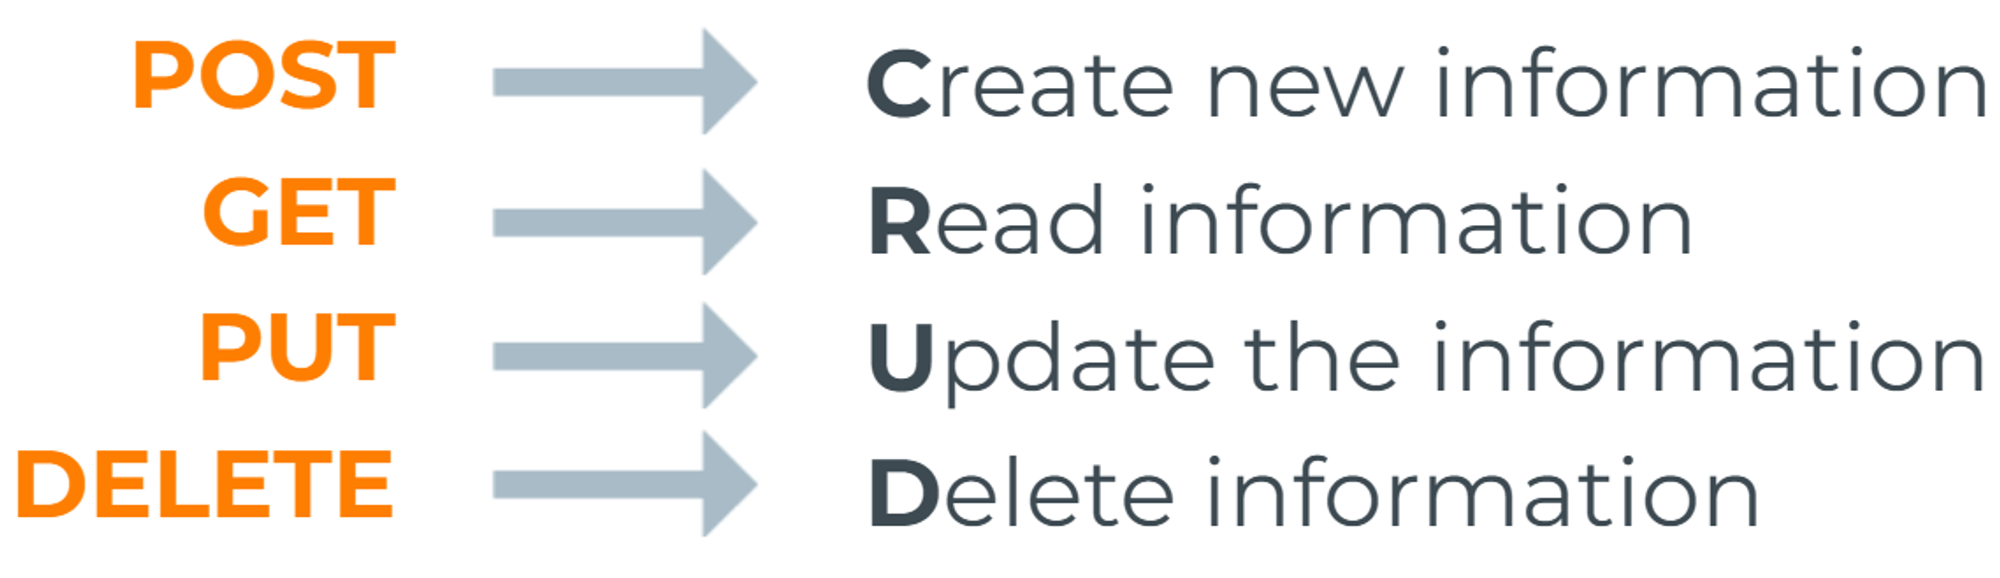 POST Create new information
GET Read information
PUT Update the information
DELETE Delete information